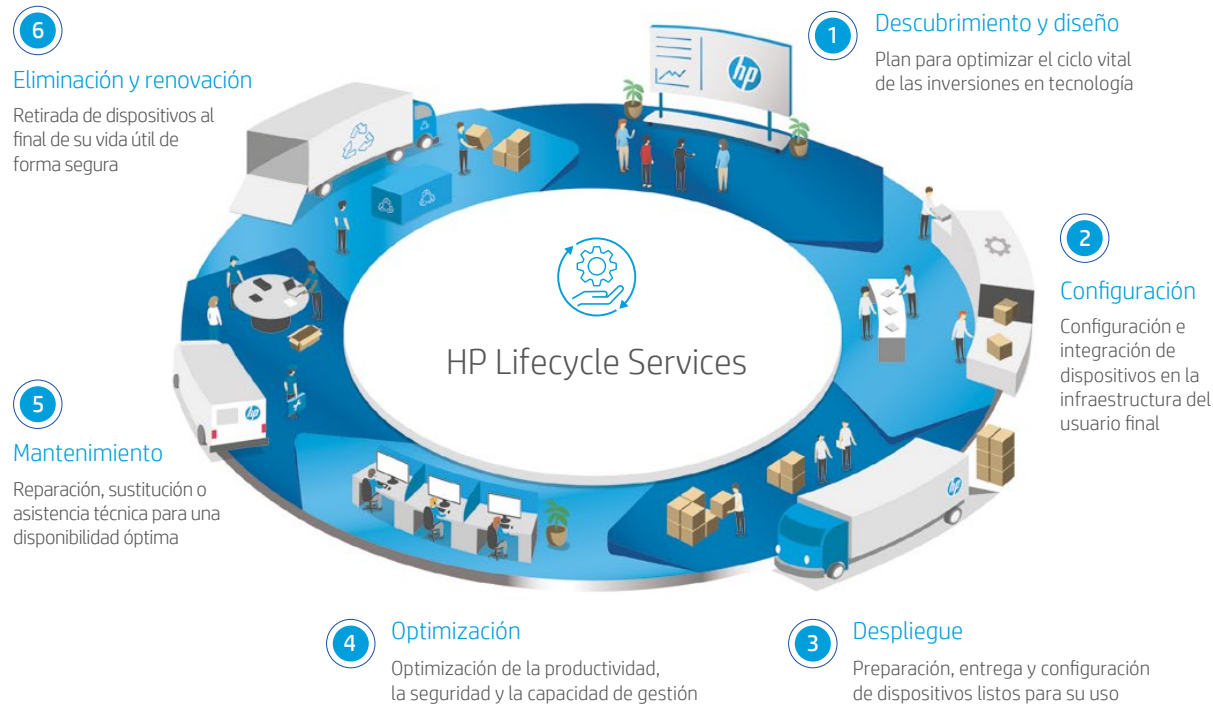 1
Descubrimiento y diseño
Plan para optimizar el ciclo vital
de las inversiones en tecnología
hp
2
Configuración
Configuración e
integración de
dispositivos en la
infraestructura del
usuario final
3
Despliegue
Preparación, entrega y configuración
de dispositivos listos para su uso
hp
4
Optimización
Optimización de la productividad,
la seguridad y la capacidad de gestión
5
Mantenimiento
Reparación, sustitución o
asistencia técnica para una
disponibilidad óptima
hp
6
Eliminación y renovación
Retirada de dispositivos al
final de su vida útil de
forma segura
HP Lifecycle Services